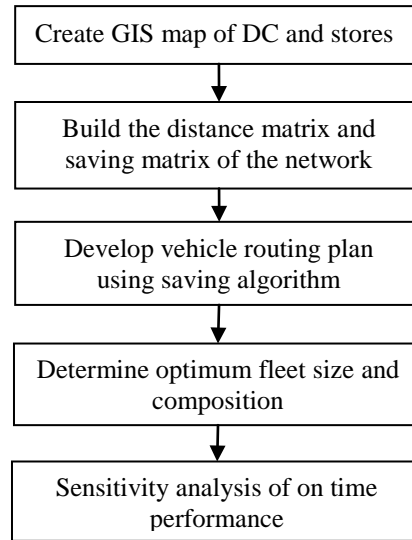 Create GIS map of DC and stores
Build the distance matrix and
saving matrix of the network
Develop vehicle routing plan
using saving algorithm
Determine optimum fleet size and
composition
Sensitivity analysis of on time
performance